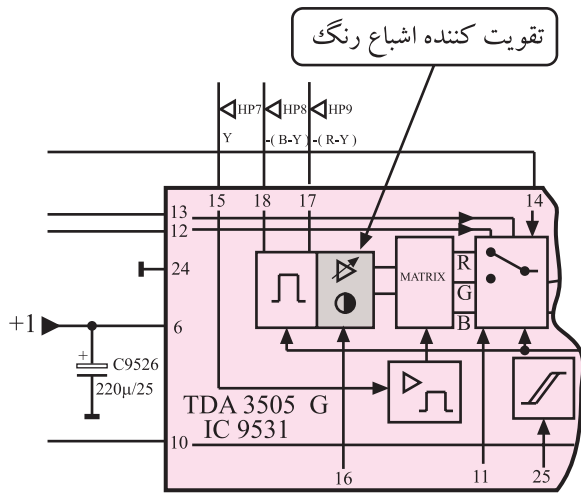 تقویت کننده اشباع رنگ
HP7 HP8 HP9
Y -( B-Y ) -( R-Y)
15 18 17 14
13
12
24
MATRIX
R
G
B
+1
6
+ C9526
220µ/25
TDA 3505 G
IC 9531
10
16 11 25